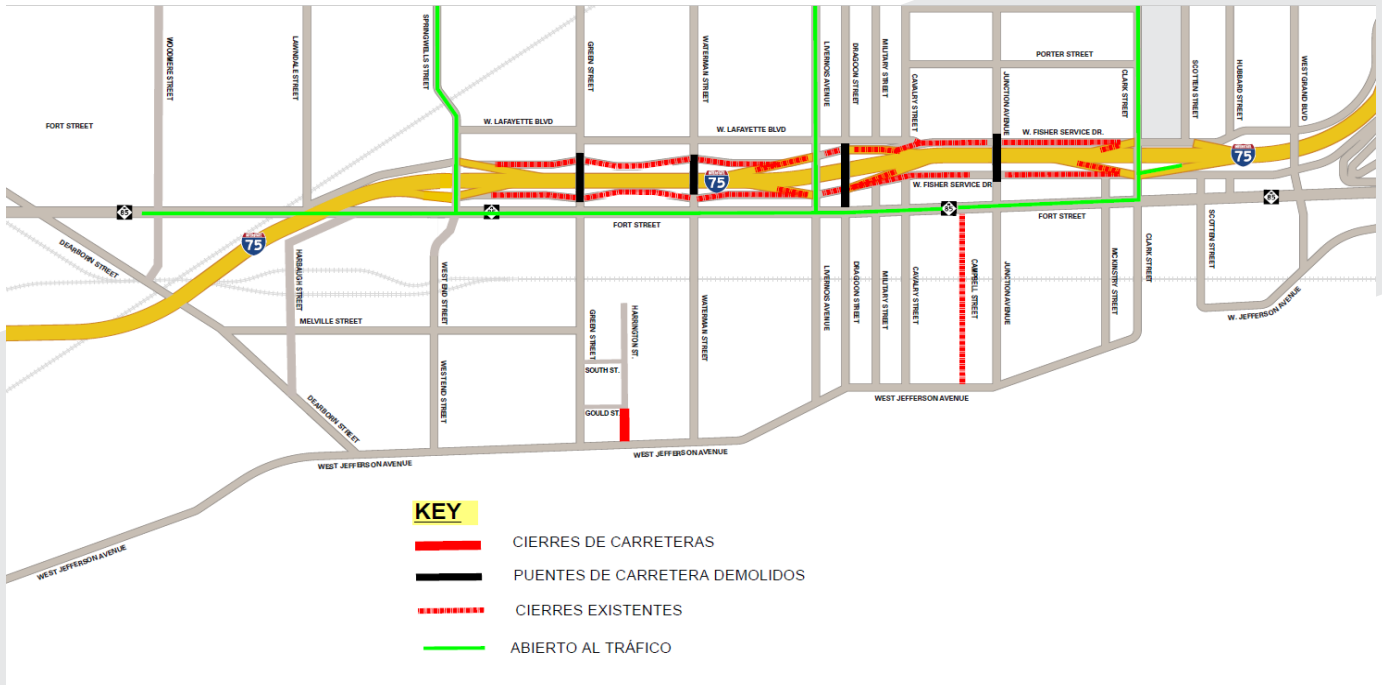 WOODMERE STREET
LAWNDALE STREET
SPRINGWELLS STREET
GREEN STREET
WATERMAN STREET
LIVERNOIS AVENUE
DRAGOON STREET
MILITARY STREET
CAVALRY STREET
JUNCTION AVENUE
PORTER STREET
CLARK STREET
SCOTTEN STREET
HUBBARD STREET
WEST GRAND BLVD
FORT STREET
W. LAFAYETTE BLVD
W. LAFAYETTE BLVD
W. FISHER SERVICE DR.
75
75
W. FISHER SERVICE DR
85
85
85
FORT STREET
FORT STREET
75
DEARBORN STREET
HARBAUGH STREET
WEST END STREET
LIVERNOIS AVENUE
DRAGOON STREET
MILITARY STREET
CAVALRY STREET
CAMPBELL STREET
JUNCTION AVENUE
MCKINSTRY STREET
CLARK STREET
SCOTTEN STREET
W. JEFFERSON AVENUE
MELVILLE STREET
GREEN STREET
HARRINGTON ST.
WATERMAN STREET
SOUTH ST.
WEST END STREET
GOULD ST.
DEARBORN STREET
WEST JEFFERSON AVENUE
WEST JEFFERSON AVENUE
WEST JEFFERSON AVENUE
WEST JEFFERSON AVENUE
KEY
CIERRES DE CARRETERAS
PUENTES DE CARRETERA DEMOLIDOS
CIERRES EXISTENTES
ABIERTO AL TRÁFICO